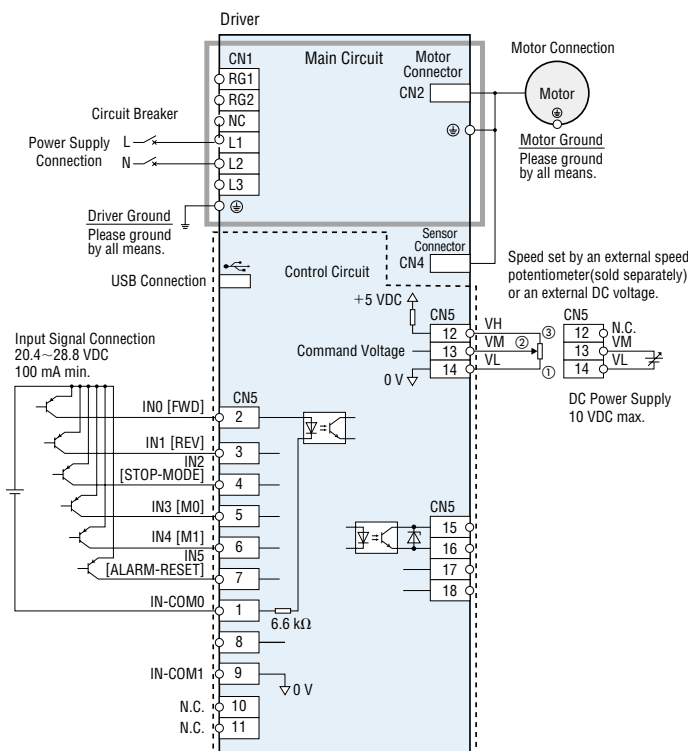 Driver
CN1
Main Circuit
Motor
Connector
CN2
Motor Connection
Motor
RG1
RG2
NC
L1
L2
L3
Circuit Breaker
Power Supply
Connection
L
N
Motor Ground
Please ground
by all means.
Driver Ground
Please ground
by all means.
Sensor
Connector
CN4
USB Connection
Control Circuit
Speed set by an external speed
potentiometer(sold separately)
or an external DC voltage.
+5 VDC
CN5
12
VH
③
Command Voltage
13
VM
②
0 V
14
VL
①
CN5
12
N.C.
13
VM
14
VL
DC Power Supply
10 VDC max.
Input Signal Connection
20.4~28.8 VDC
100 mA min.
CN5
IN0 [FWD]
2
IN1 [REV]
3
IN2
[STOP-MODE]
4
IN3 [M0]
5
IN4 [M1]
6
IN5
[ALARM-RESET]
7
IN-COM0
1
6.6 kΩ
8
IN-COM1
9
0 V
N.C.
10
N.C.
11
CN5
15
16
17
18